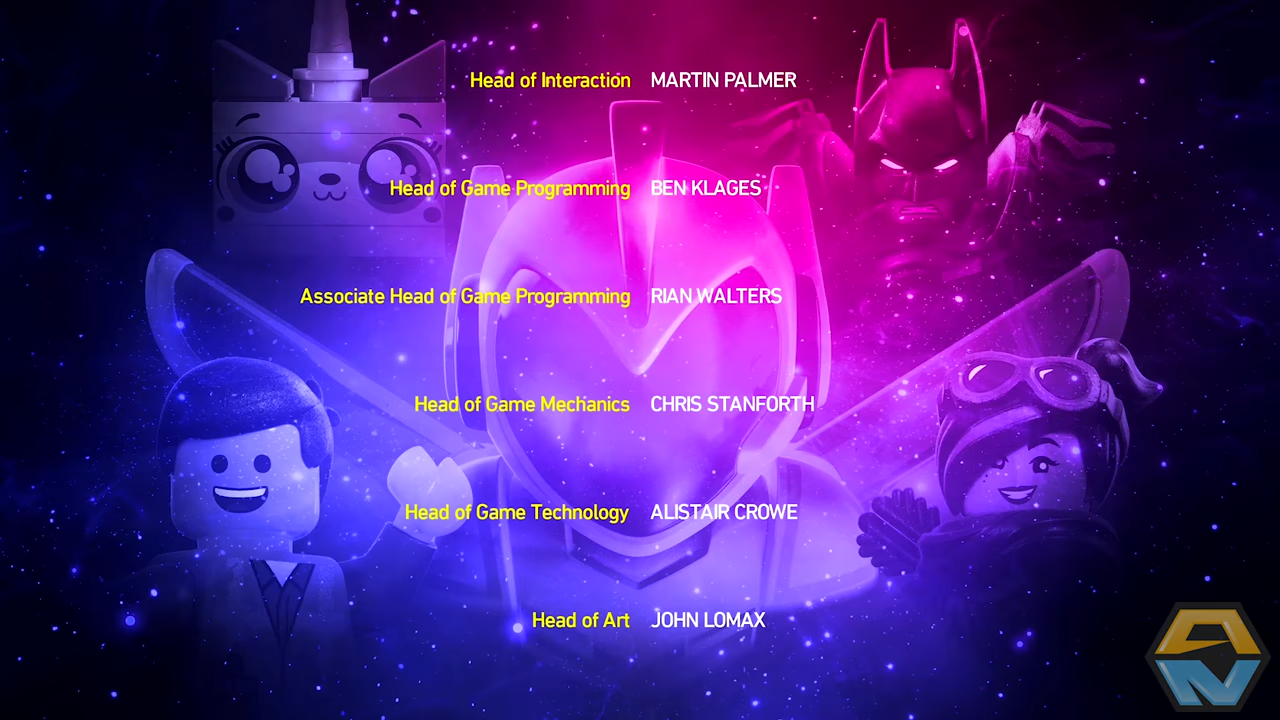 Head of Interaction MARTIN PALMER
Head of Game Programming BEN KLAGES
Associate Head of Game Programming RIAN WALTERS
Head of Game Mechanics CHRIS STANFORTH
Head of Game Technology ALISTAIR CROWE
Head of Art JOHN LOMAX